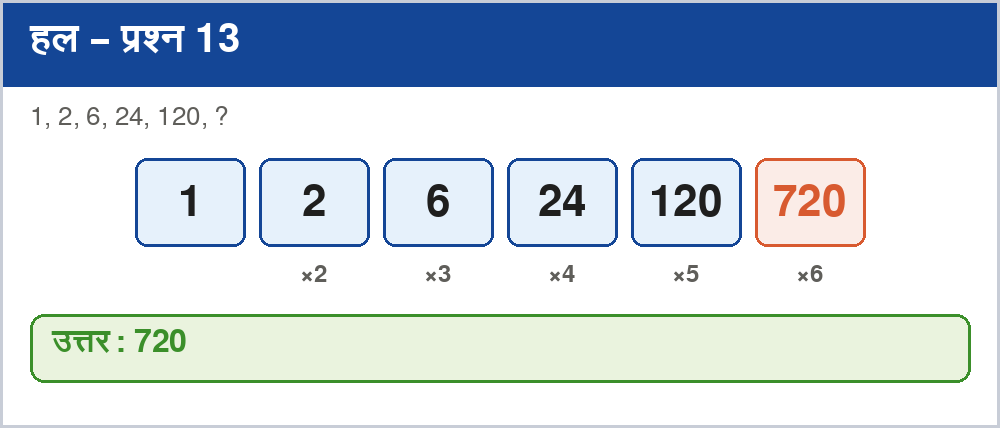 हल – प्रश्न 13
1, 2, 6, 24, 120, ?
1 2 6 24 120 720
×2 ×3 ×4 ×5 ×6
उत्तर : 720